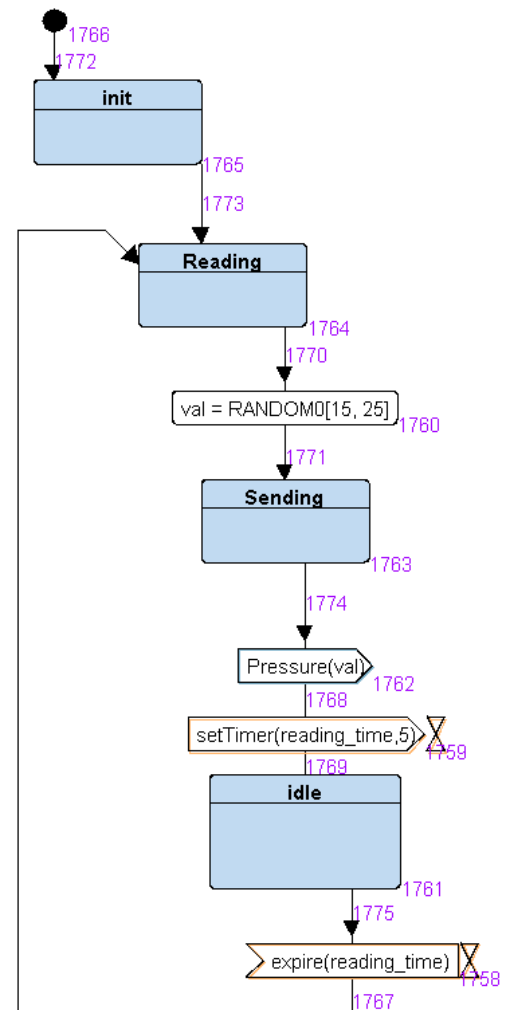 1766
1772
init
1765
1773
Reading
1764
1770
val = RANDOM0[15, 25]
1760
1771
Sending
1763
1774
Pressure(val)
1762
1768
setTimer(reading_time,5)
1759
1769
idle
1761
1775
expire(reading_time)
1758
1767